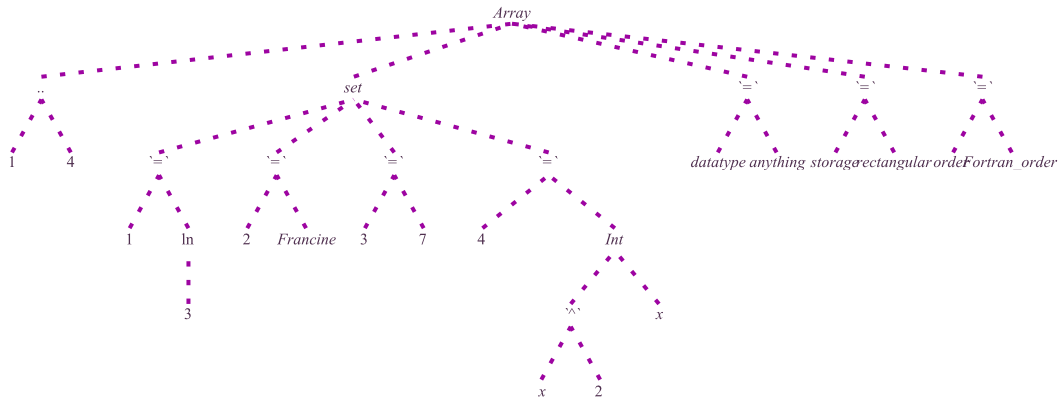 Array
.. set `=` `=` `=`
1 4 `=` `=` `=` `=` datatype anything storage rectangular order Fortran_order
1 ln 2 Francine 3 7 4 Int
3 `^` x
x 2